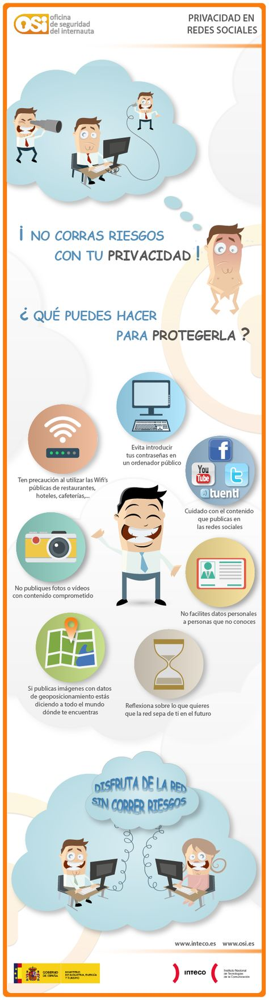 OSi oficina
de seguridad
del internauta
PRIVACIDAD EN
REDES SOCIALES
¡ NO CORRAS RIESGOS
CON TU PRIVACIDAD !
¿ QUÉ PUEDES HACER
PARA PROTEGERLA ?
Evita introducir
tus contraseñas en
un ordenador público
Ten precaución al utilizar las Wifi's
públicas de restaurantes,
hoteles, cafeterías,...
f
You
Tube
t
tuenti
Cuidado con el contenido
que publicas en
las redes sociales
No publiques fotos o vídeos
con contenido comprometido
No facilites datos personales
a personas que no conoces
Si publicas imágenes con datos
de geoposicionamiento estás
diciendo a todo el mundo
dónde te encuentras
Reflexiona sobre lo que quieres
que la red sepa de ti en el futuro
DISFRUTA DE LA RED
SIN CORRER RIESGOS
www.inteco.es www.osi.es
GOBIERNO
DE ESPAÑA
MINISTERIO
DE INDUSTRIA, ENERGÍA
Y TURISMO
INTECO
Instituto Nacional
de Tecnologías
de la Comunicación